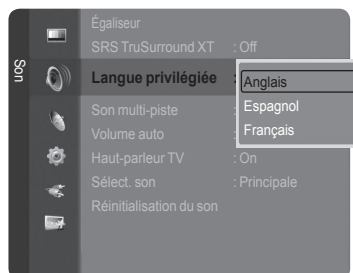 Son
Égaliseur
SRS TruSurround XT : Off
Langue privilégiée :
Anglais
Espagnol
Français
Son multi-piste :
Volume auto :
Haut-parleur TV : On
Sélect. son : Principale
Réinitialisation du son